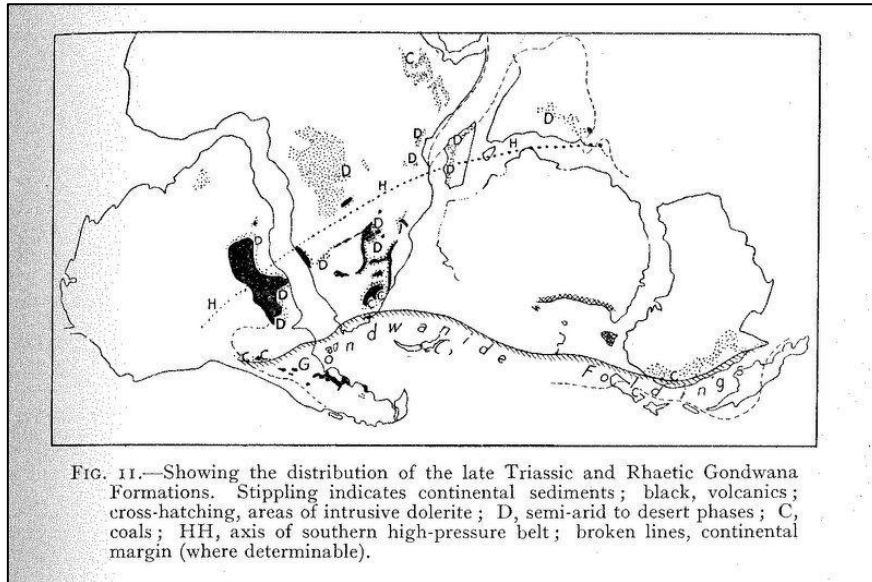 C
D
D
D
D
H
D
H
D
D
D
D
H
D
D
C C
C C
Gondwanide Foldings
C
C
FIG. 11.—Showing the distribution of the late Triassic and Rhaetic Gondwana
Formations. Stippling indicates continental sediments ; black, volcanics ;
cross-hatching, areas of intrusive dolerite ; D, semi-arid to desert phases ; C,
coals ; HH, axis of southern high-pressure belt ; broken lines, continental
margin (where determinable).